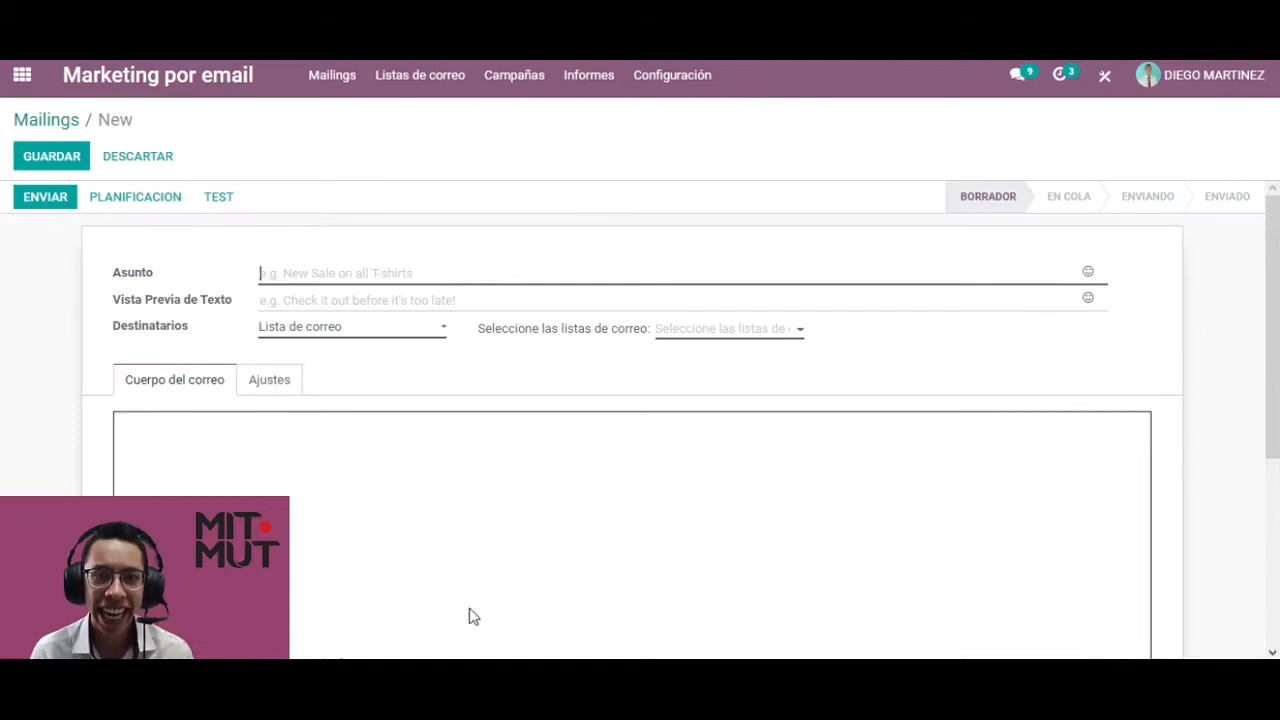 Marketing por email Mailings Listas de correo Campañas Informes Configuración 9 3 DIEGO MARTINEZ
Mailings / New
GUARDAR DESCARTAR
ENVIAR PLANIFICACION TEST BORRADOR EN COLA ENVIANDO ENVIADO
Asunto e.g. New Sale on all T-shirts
Vista Previa de Texto e.g. Check it out before it's too late!
Destinatarios Lista de correo Seleccione las listas de correo: Seleccione las listas de
Cuerpo del correo Ajustes
MIT
MUT